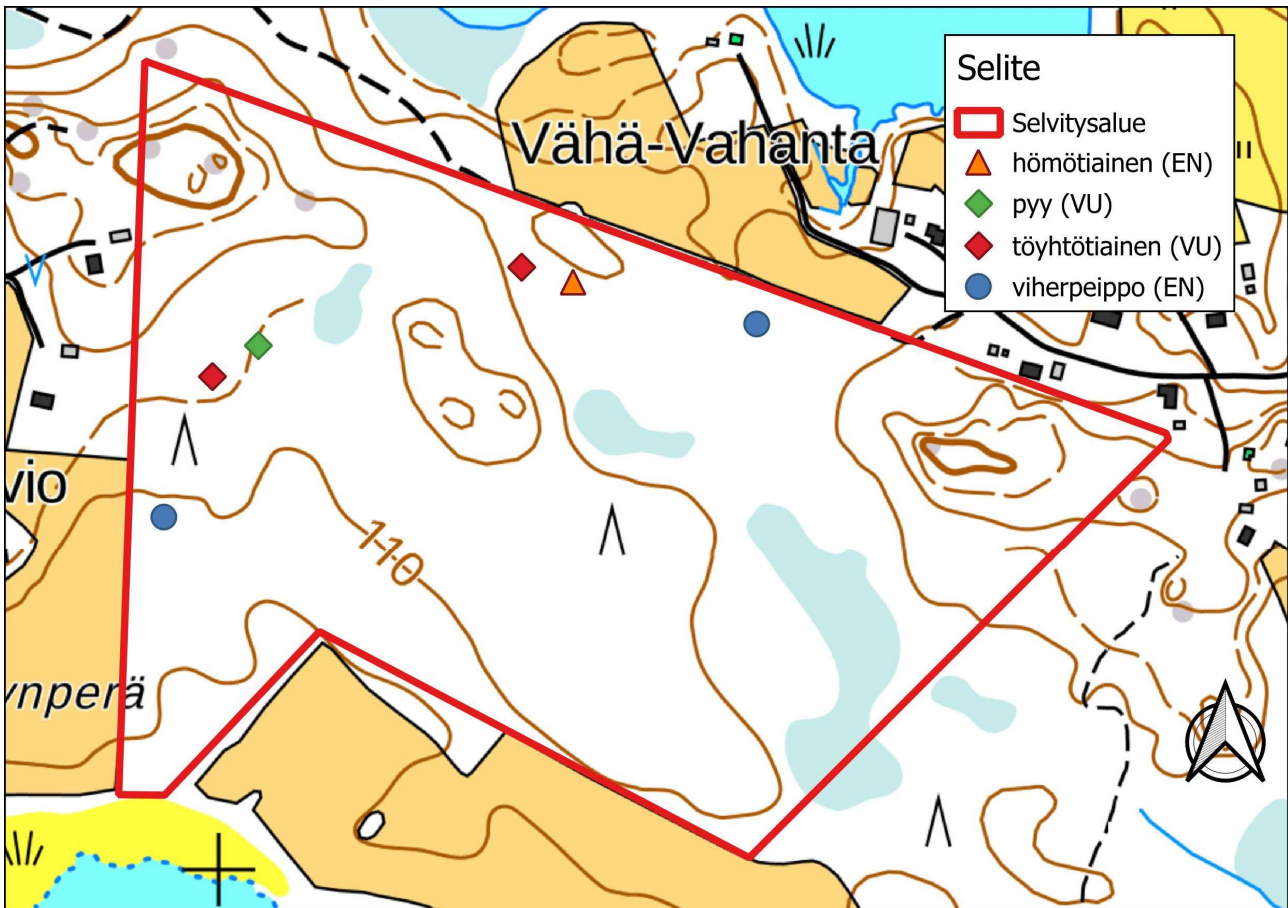 Vähä-Vahanta
Selite
Selvitysalue
hömötiainen (EN)
pyy (VU)
töyhtötiainen (VU)
viherpeippo (EN)
vio
110
ynperä